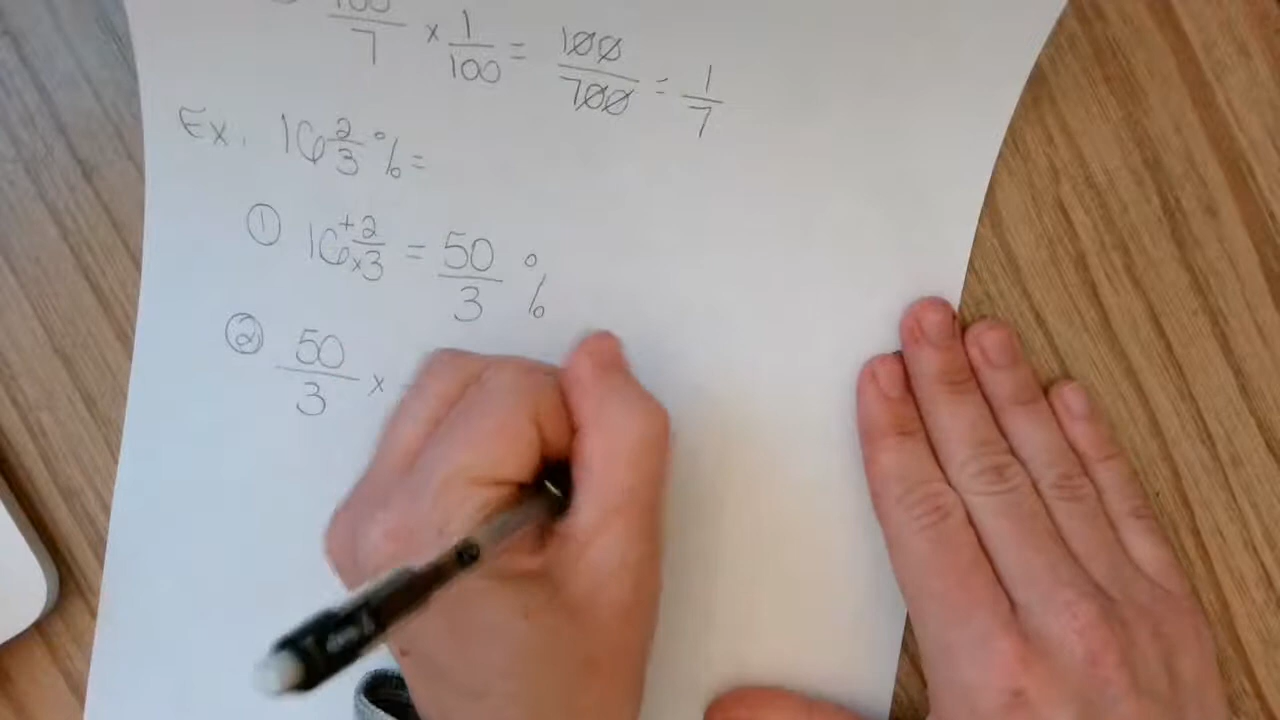 100/7 × 1/100 = 100/700 = 1/7
Ex. 16 2/3 % =
① 16 +2/×3 = 50/3 %
② 50/3 ×